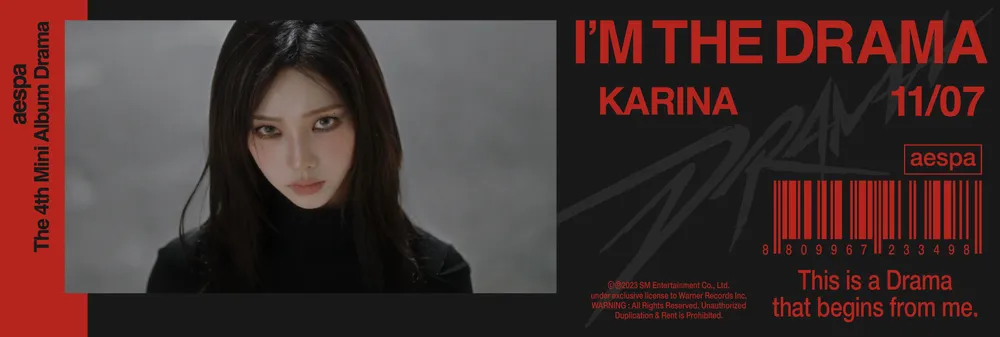 aespa
The 4th Mini Album Drama
I'M THE DRAMA
KARINA
11/07
DRAMA
aespa
8 809967 233498
ⓒⓟ2023 SM Entertainment Co., Ltd.
under exclusive license to Warner Records Inc.
WARNING : All Rights Reserved. Unauthorized
Duplication & Rent is Prohibited.
This is a Drama
that begins from me.